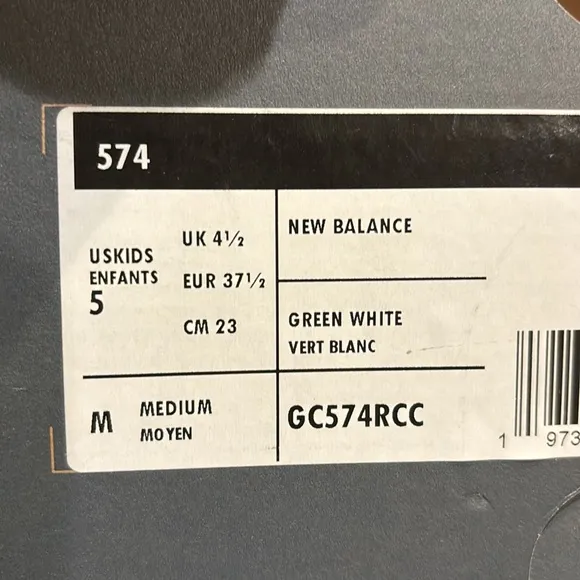 574
USKIDS
ENFANTS
5
UK 4½
EUR 37½
CM 23
NEW BALANCE
GREEN WHITE
VERT BLANC
M
MEDIUM
MOYEN
GC574RCC
1 973